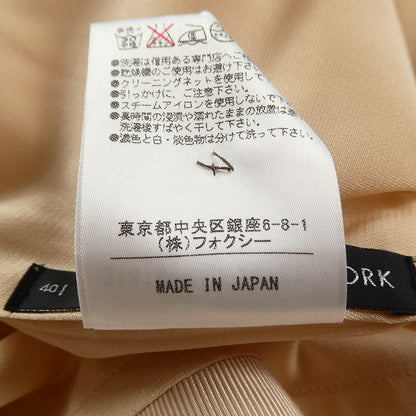 ●洗濯は信用ある専門店へご
●乾燥機のご使用はお避け下さ
●クリーニングネットを使用して
●引っかけに、ご注意下さい。
●スチームアイロンを使用しないで下
●長時間の浸漬や濡れたままの放置は避
洗濯後すばやく干して下さい。
●濃色と白・淡色物は分けて洗って下さ
東京都中央区銀座6-8-1
(株)フォクシー
MADE IN JAPAN
401
ORK